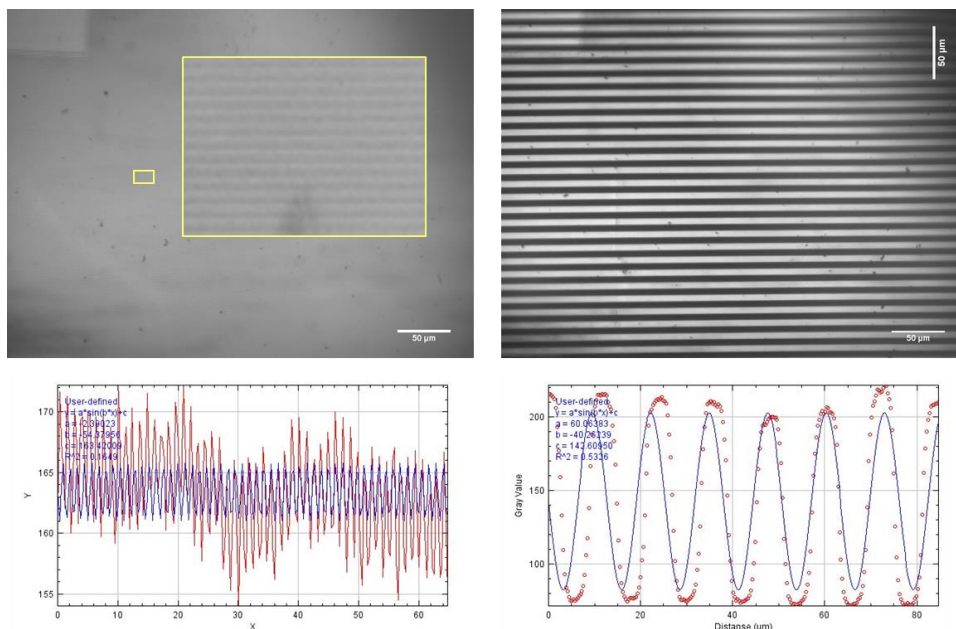 50 µm
50 µm
50 µm
User-defined
y = a*sin(b*x)+c
a = -2.39023
b = -54.37956
c = 163.42009
R^2 = 0.1649
170
165
160
155
Y
0
10
20
30
40
50
60
X
User-defined
y = a*sin(b*x)+c
a = 60.06383
b = -40.26239
c = 142.60950
R^2 = 0.5326
200
150
100
Gray Value
0
20
40
60
80
Distanse (µm)